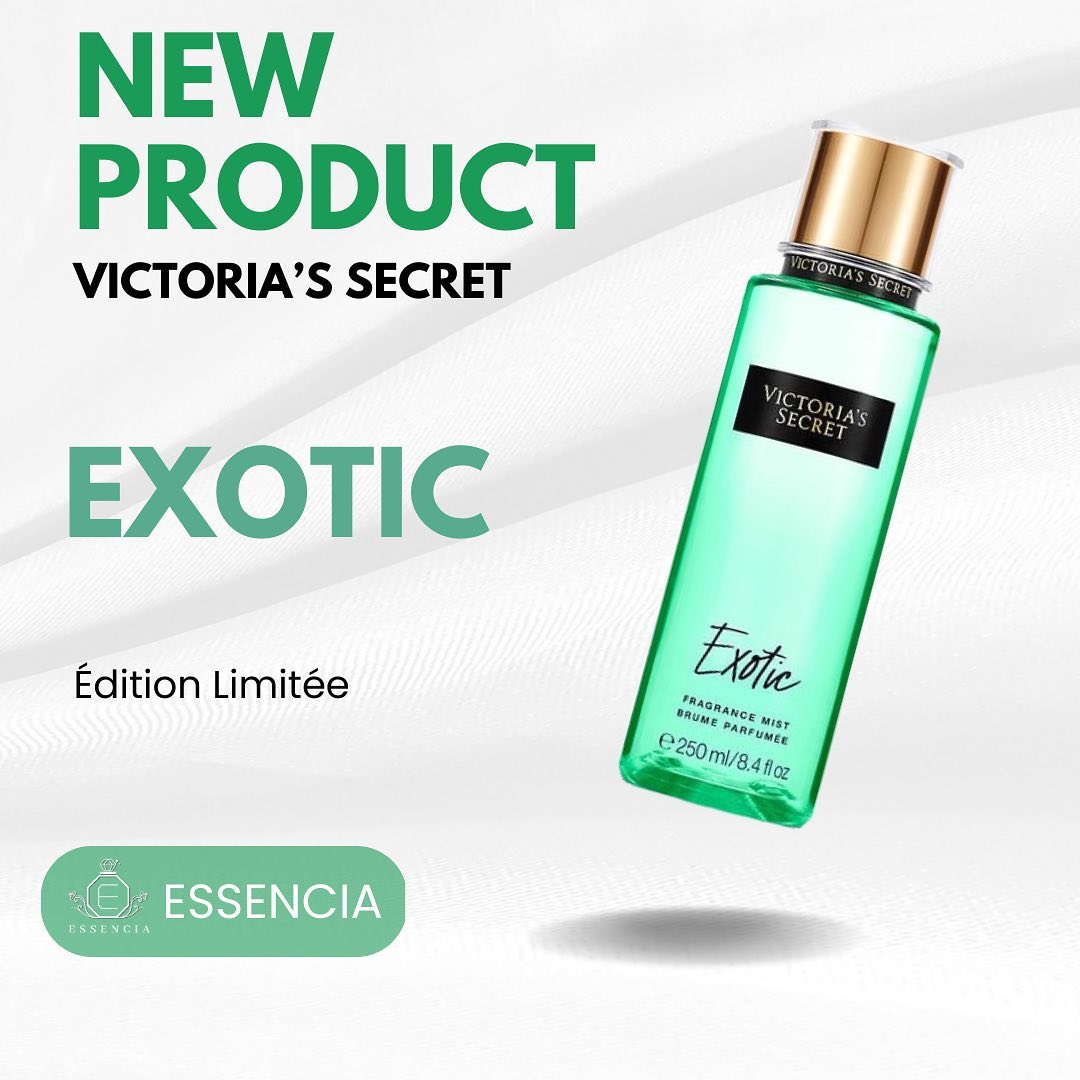 NEW
PRODUCT
VICTORIA’S SECRET
EXOTIC
Édition Limitée
ESSENCIA
E
ESSENCIA
VICTORIA'S SECRET
VICTORIA'S
SECRET
Exotic
FRAGRANCE MIST
BRUME PARFUMÉE
℮ 250 ml/8.4 fl oz